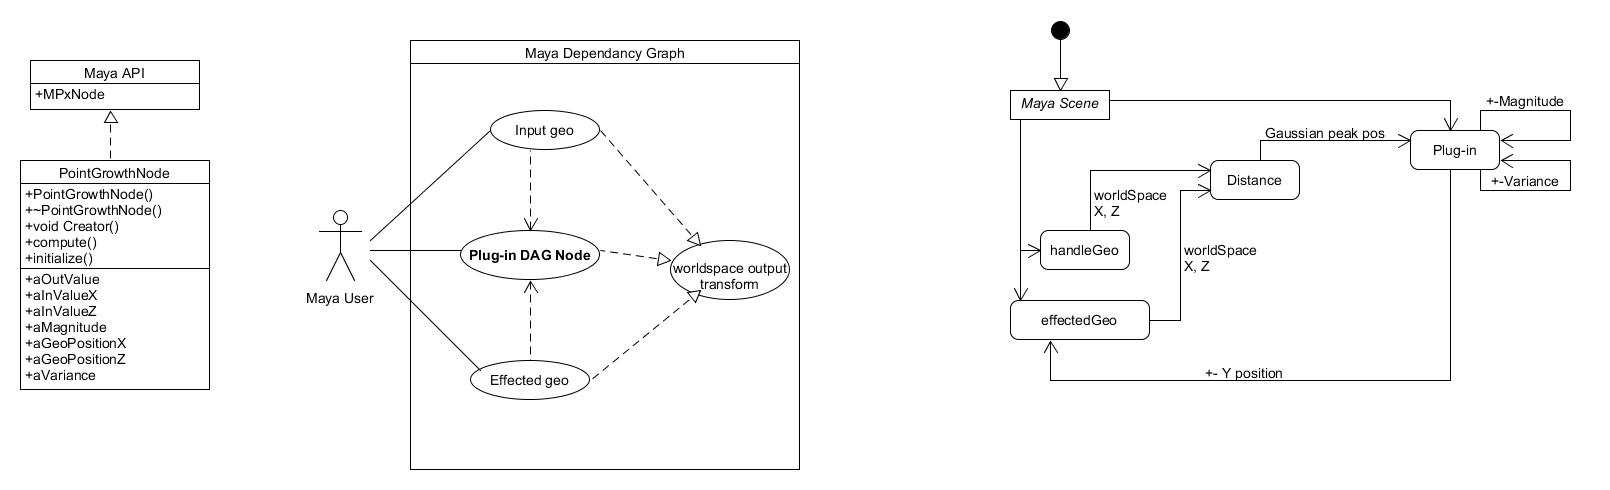 Maya API
+MPxNode
PointGrowthNode
+PointGrowthNode()
+~PointGrowthNode()
+void Creator()
+compute()
+initialize()
+aOutValue
+aInValueX
+aInValueZ
+aMagnitude
+aGeoPositionX
+aGeoPositionZ
+aVariance
Maya User
Maya Dependancy Graph
Input geo
Plug-in DAG Node
worldspace output
transform
Effected geo
Maya Scene
+-Magnitude
Gaussian peak pos
Plug-in
Distance
+-Variance
worldSpace
X, Z
handleGeo
worldSpace
X, Z
effectedGeo
+- Y position